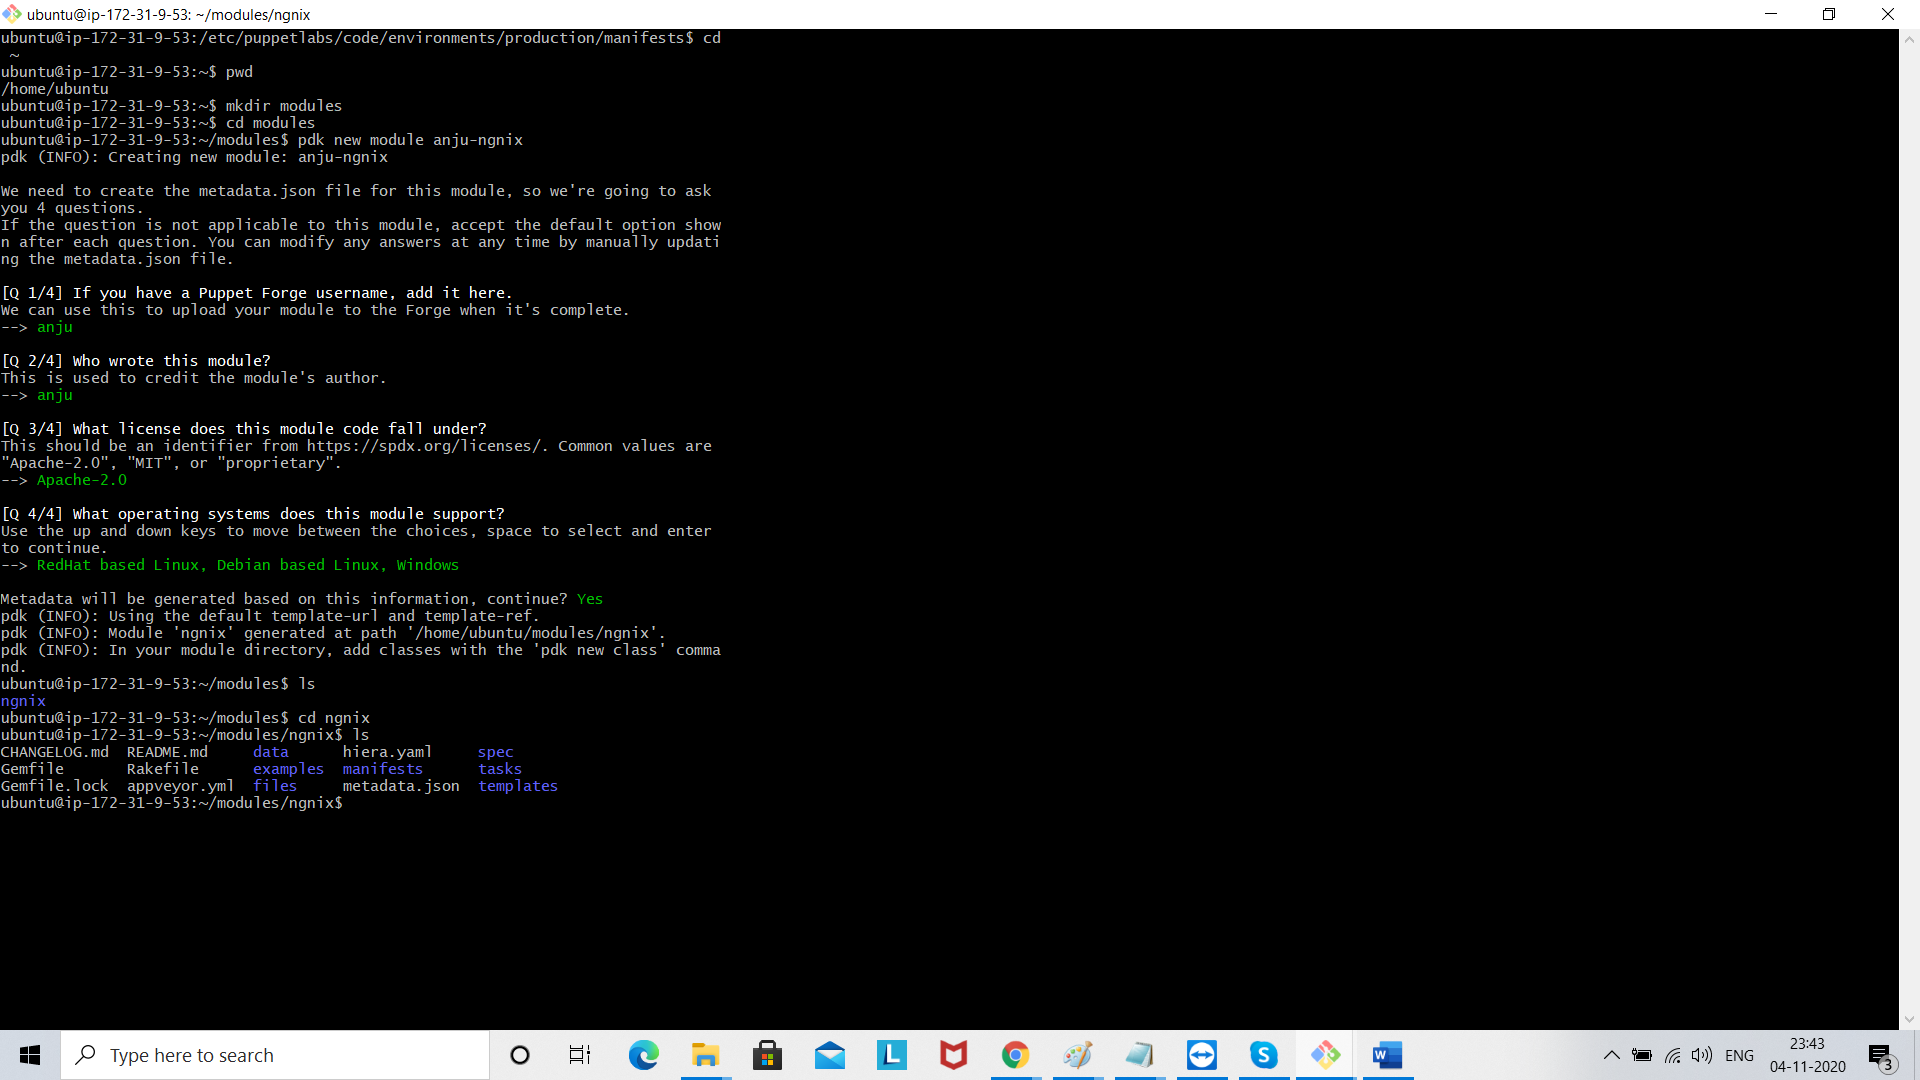 ubuntu@ip-172-31-9-53: ~/modules/ngnix
ubuntu@ip-172-31-9-53:/etc/puppetlabs/code/environments/production/manifests$ cd
~
ubuntu@ip-172-31-9-53:~$ pwd
/home/ubuntu
ubuntu@ip-172-31-9-53:~$ mkdir modules
ubuntu@ip-172-31-9-53:~$ cd modules
ubuntu@ip-172-31-9-53:~/modules$ pdk new module anju-ngnix
pdk (INFO): Creating new module: anju-ngnix
We need to create the metadata.json file for this module, so we're going to ask
you 4 questions.
If the question is not applicable to this module, accept the default option show
n after each question. You can modify any answers at any time by manually updati
ng the metadata.json file.
[Q 1/4] If you have a Puppet Forge username, add it here.
We can use this to upload your module to the Forge when it's complete.
--> anju
[Q 2/4] Who wrote this module?
This is used to credit the module's author.
--> anju
[Q 3/4] What license does this module code fall under?
This should be an identifier from https://spdx.org/licenses/. Common values are
"Apache-2.0", "MIT", or "proprietary".
--> Apache-2.0
[Q 4/4] What operating systems does this module support?
Use the up and down keys to move between the choices, space to select and enter
to continue.
--> RedHat based Linux, Debian based Linux, Windows
Metadata will be generated based on this information, continue? Yes
pdk (INFO): Using the default template-url and template-ref.
pdk (INFO): Module 'ngnix' generated at path '/home/ubuntu/modules/ngnix'.
pdk (INFO): In your module directory, add classes with the 'pdk new class' comma
nd.
ubuntu@ip-172-31-9-53:~/modules$ ls
ngnix
ubuntu@ip-172-31-9-53:~/modules$ cd ngnix
ubuntu@ip-172-31-9-53:~/modules/ngnix$ ls
CHANGELOG.md  README.md     data      hiera.yaml     spec
Gemfile       Rakefile      examples  manifests      tasks
Gemfile.lock  appveyor.yml  files     metadata.json  templates
ubuntu@ip-172-31-9-53:~/modules/ngnix$
Type here to search
L
S
W
ENG
23:43
04-11-2020
3